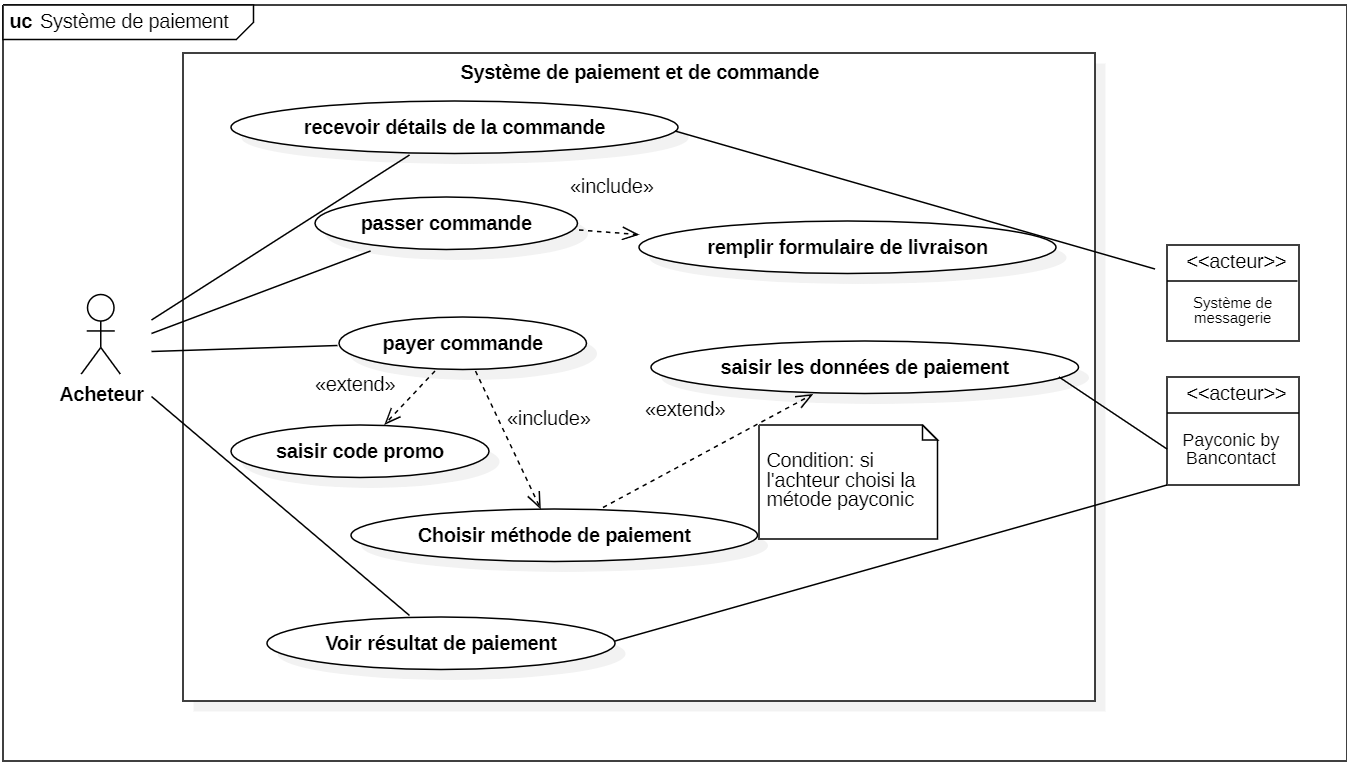 uc Système de paiement
Système de paiement et de commande
recevoir détails de la commande
«include»
passer commande
remplir formulaire de livraison
<<acteur>>
Système de
messagerie
payer commande
saisir les données de paiement
«extend»
Acheteur
<<acteur>>
«include»
«extend»
saisir code promo
Payconic by
Bancontact
Condition: si
l'achteur choisi la
métode payconic
Choisir méthode de paiement
Voir résultat de paiement